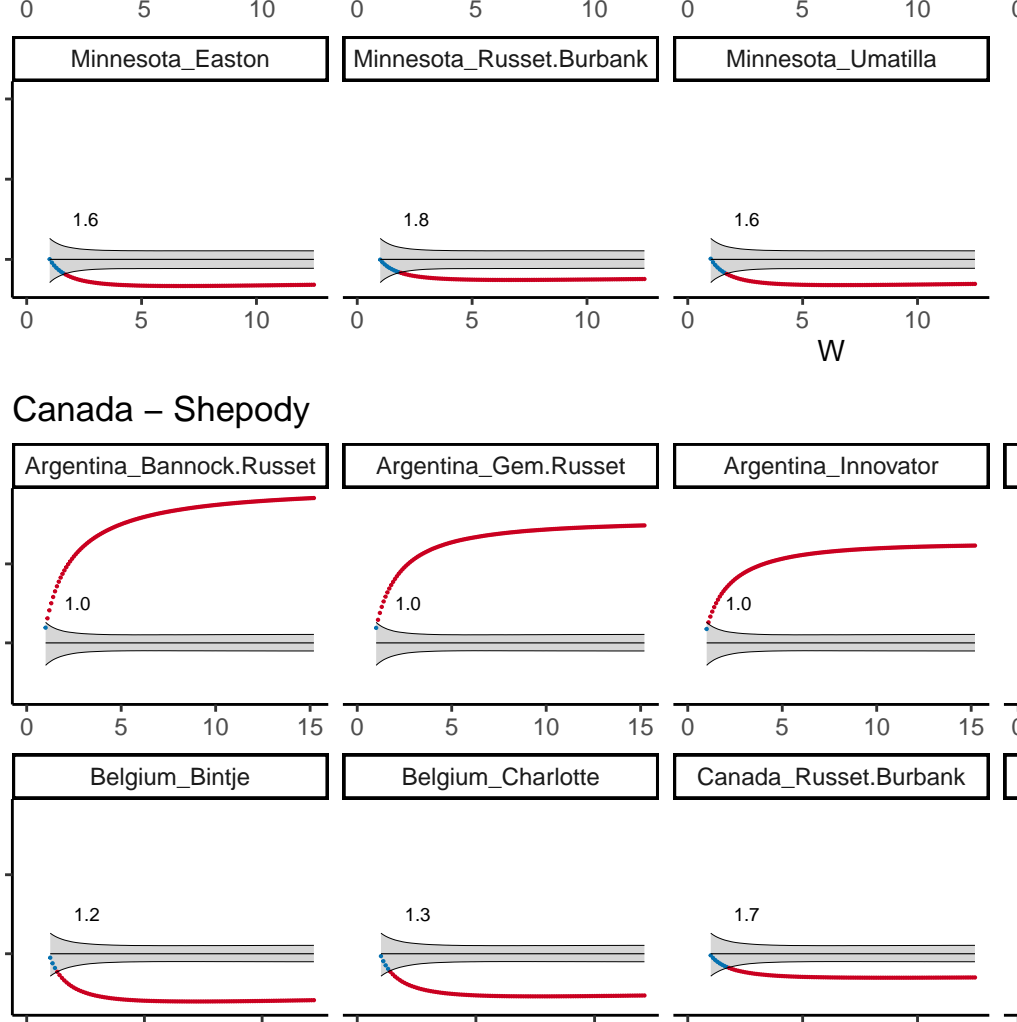 0 5 10 0 5 10 0 5 10
Minnesota_Easton Minnesota_Russet.Burbank Minnesota_Umatilla
1.6 1.8 1.6
0 5 10 0 5 10 0 5 10
W
Canada – Shepody
Argentina_Bannock.Russet Argentina_Gem.Russet Argentina_Innovator
1.0 1.0 1.0
0 5 10 15 0 5 10 15 0 5 10 15
Belgium_Bintje Belgium_Charlotte Canada_Russet.Burbank
1.2 1.3 1.7